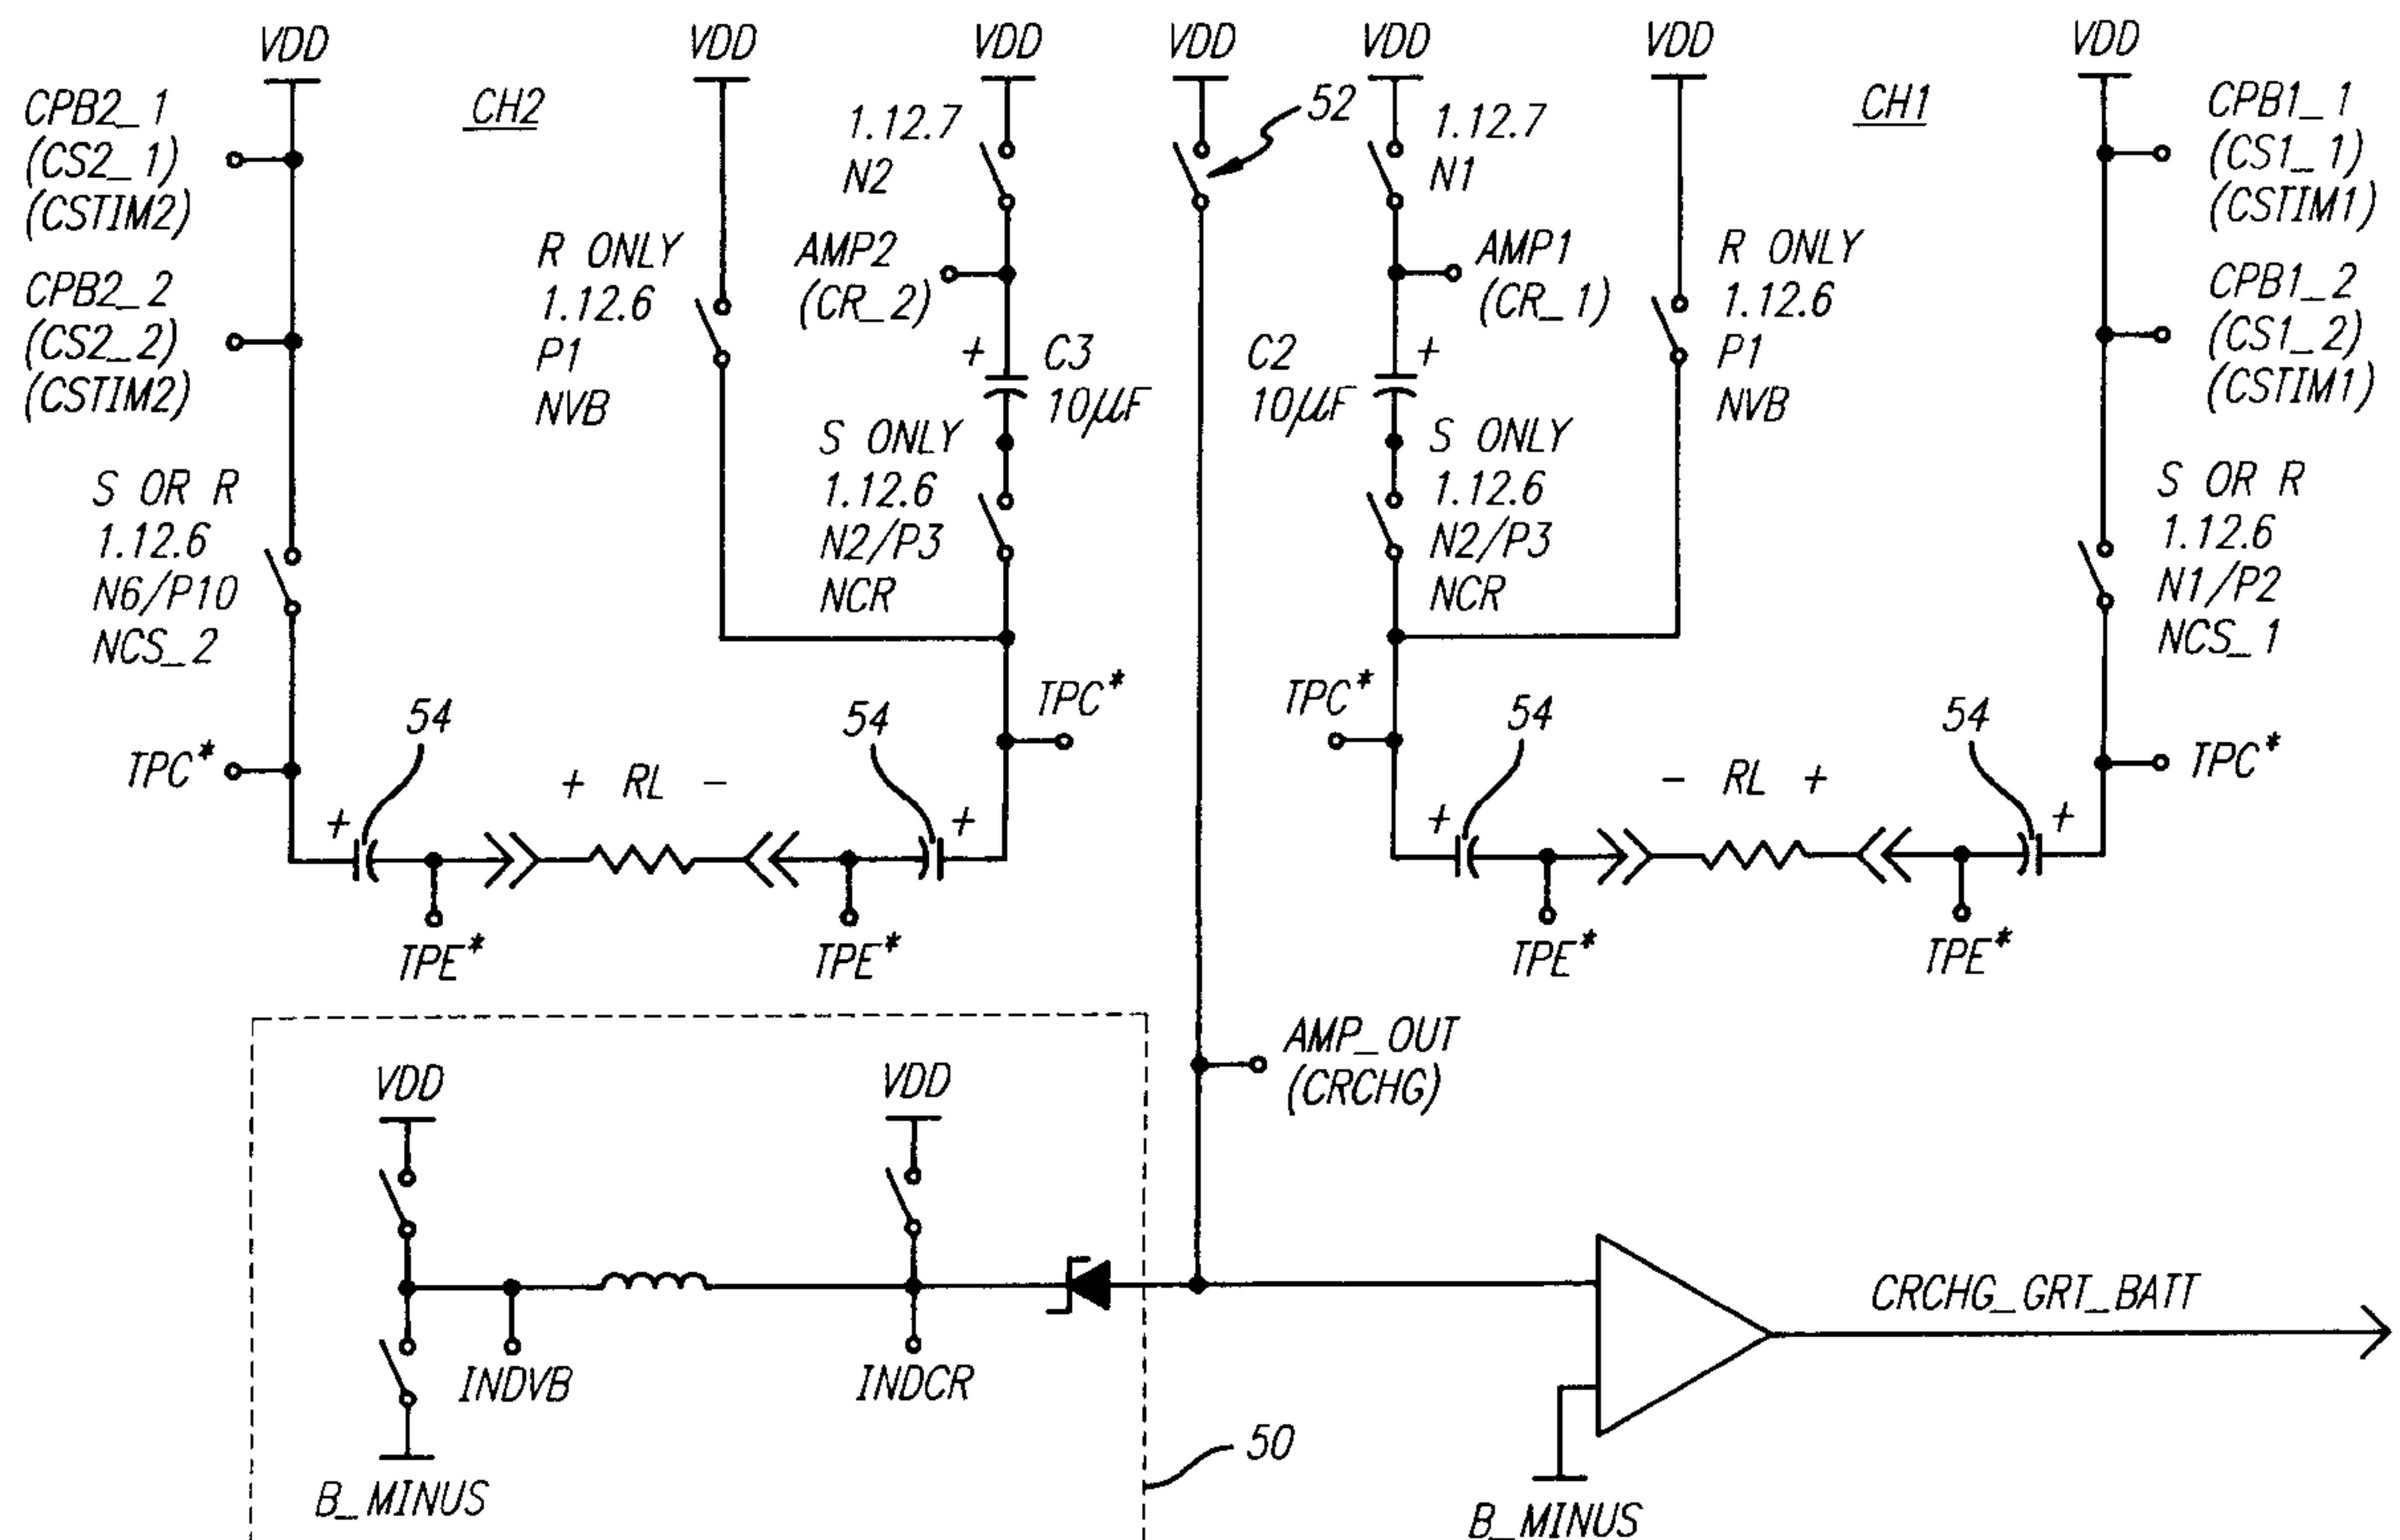 VDD
CPB2_1
(CS2_1)
(CSTIM2)
CPB2_2
(CS2_2)
(CSTIM2)
S OR R
1.12.6
N6/P10
NCS_2
TPC*
CH2
VDD
R ONLY
1.12.6
P1
NVB
VDD
1.12.7
N2
AMP2
(CR_2)
+
C3
10μF
S ONLY
1.12.6
N2/P3
NCR
TPC*
54
54
+
+ RL -
+
TPE*
TPE*
VDD
52
VDD
1.12.7
N1
AMP1
(CR_1)
+
C2
10μF
S ONLY
1.12.6
N2/P3
NCR
TPC*
VDD
R ONLY
1.12.6
P1
NVB
CH1
VDD
CPB1_1
(CS1_1)
(CSTIM1)
CPB1_2
(CS1_2)
(CSTIM1)
S OR R
1.12.6
N1/P2
NCS_1
TPC*
54
54
+
- RL +
+
TPE*
TPE*
AMP_OUT
(CRCHG)
VDD
VDD
INDVB
INDCR
B_MINUS
50
CRCHG_GRT_BATT
B_MINUS